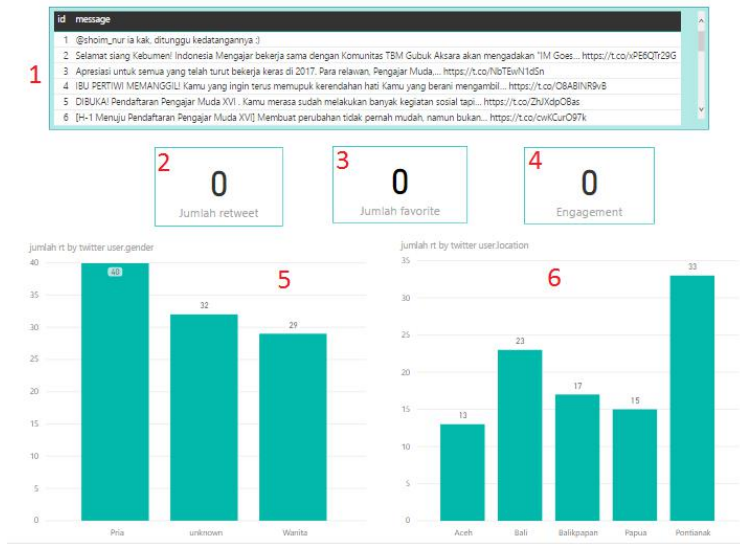 id message
1 @shoim_nur ia kak, ditunggu kedatangannya :)
2 Selamat siang Kebumen! Indonesia Mengajar bekerja sama dengan Komunitas TBM Gubuk Aksara akan mengadakan "IM Goes... https://t.co/xPE6QTr29G
3 Apresiasi untuk semua yang telah turut bekerja keras di 2017. Para relawan, Pengajar Muda,... https://t.co/NbTEwN1dSn
4 IBU PERTIWI MEMANGGIL! Kamu yang ingin terus memupuk kerendahan hati Kamu yang berani mengambil... https://t.co/O8ABINR9vB
5 DIBUKA! Pendaftaran Pengajar Muda XVI . Kamu merasa sudah melakukan banyak kegiatan sosial tapi... https://t.co/ZhJXdpO8as
6 [H-1 Menuju Pendaftaran Pengajar Muda XVI] Membuat perubahan tidak pernah mudah, namun bukan... https://t.co/cwKCurO97k
1
2
0
Jumlah retweet
3
0
Jumlah favorite
4
0
Engagement
jumlah rt by twitter user.gender
5
40
35
30
25
20
15
10
5
0
40
32
29
Pria unknown Wanita
jumlah rt by twitter user.location
6
35
30
25
20
15
10
5
0
13
23
17
15
33
Aceh Bali Balikpapan Papua Pontianak